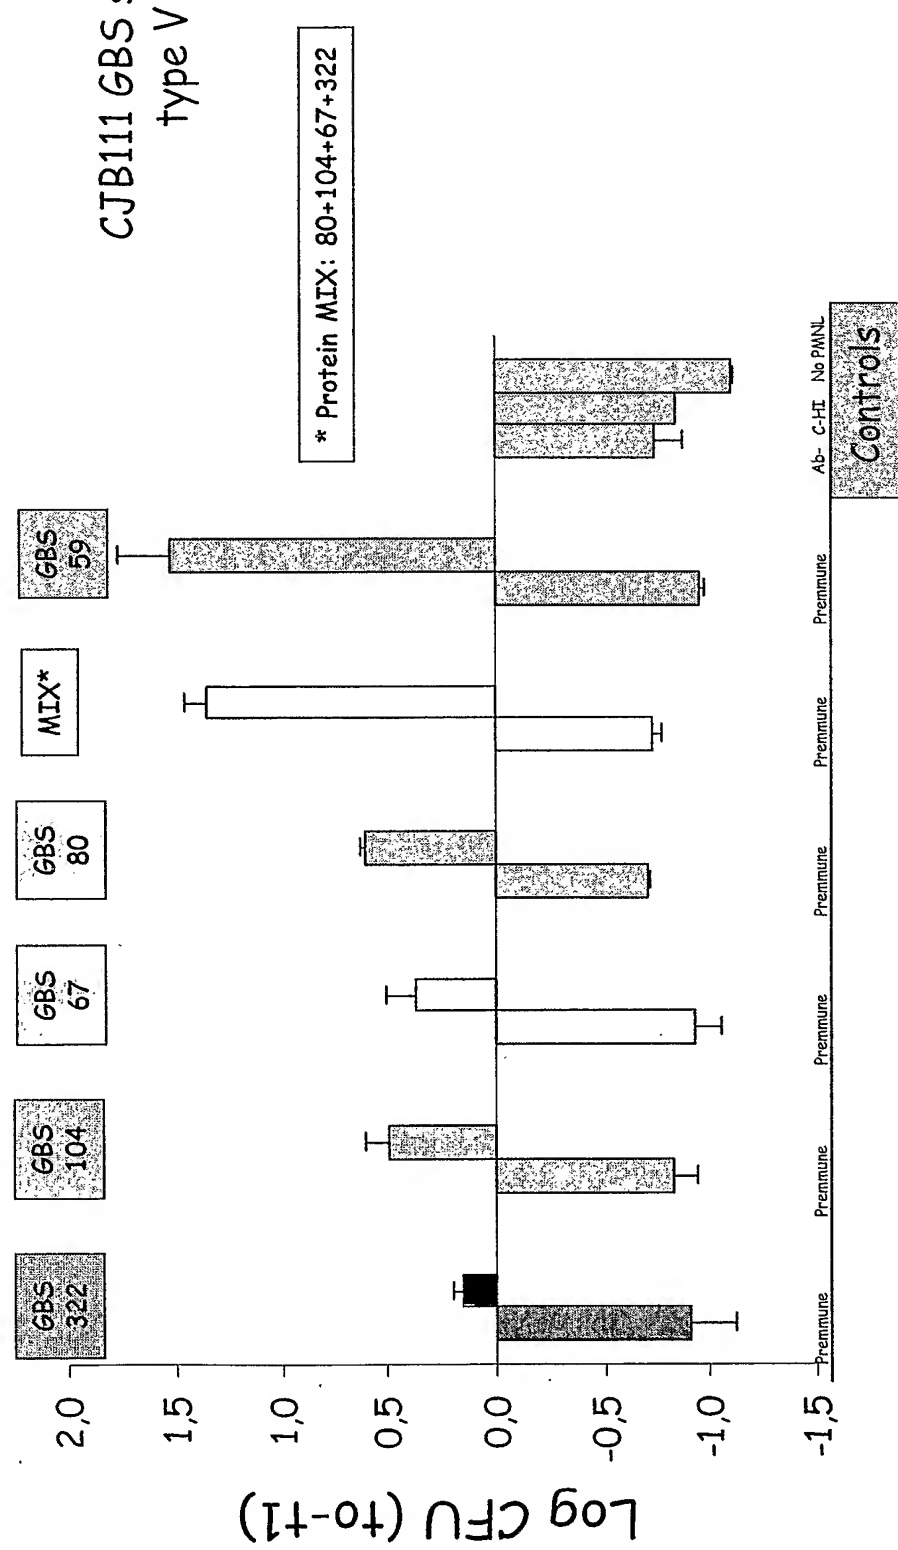 CJB111 GBS
type V
* Protein MIX: 80+104+67+322
GBS
322
GBS
104
GBS
67
GBS
80
MIX*
GBS
59
Log CFU (to-t1)
2,0
1,5
1,0
0,5
0,0
-0,5
-1,0
-1,5
Premmune
Premmune
Premmune
Premmune
Premmune
Premmune
Ab- C-HI No PMNL
Controls